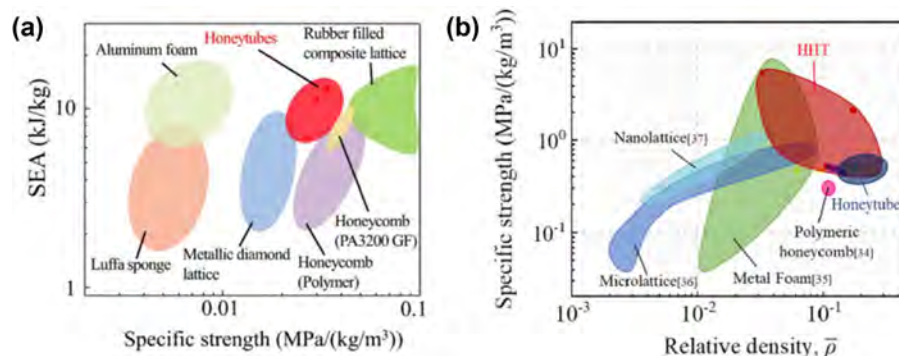 (a)
Aluminum foam
Honeytubes
Rubber filled
composite lattice
SEA (kJ/kg)
10
1
Luffa sponge
Metallic diamond
lattice
Honeycomb
(Polymer)
Honeycomb
(PA3200 GF)
0.01
0.1
Specific strength (MPa/(kg/m³))
(b)
Specific strength (MPa/(kg/m³))
10¹
10⁰
10⁻¹
HHT
Nanolattice[37]
Honeytube
Polymeric
honeycomb[34]
Microlattice[36]
Metal Foam[35]
10⁻³
10⁻²
10⁻¹
Relative density, ρ̅